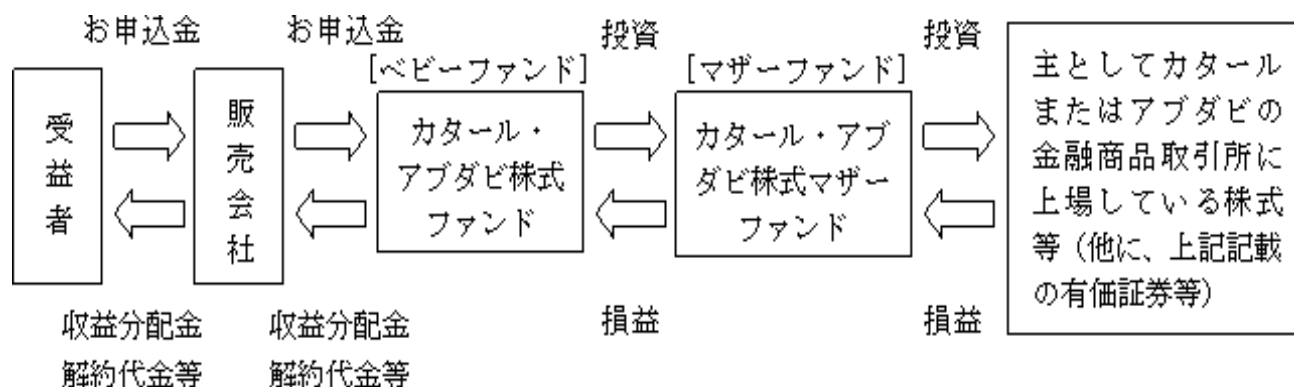 お申込金
お申込金
投資
投資
[ベビーファンド]
[マザーファンド]
受益者
販売会社
カタール・
アブダビ株式
ファンド
カタール・アブ
ダビ株式マザー
ファンド
主としてカタール
またはアブダビの
金融商品取引所に
上場している株式
等（他に、上記記載
の有価証券等）
収益分配金
解約代金等
収益分配金
解約代金等
損益
損益